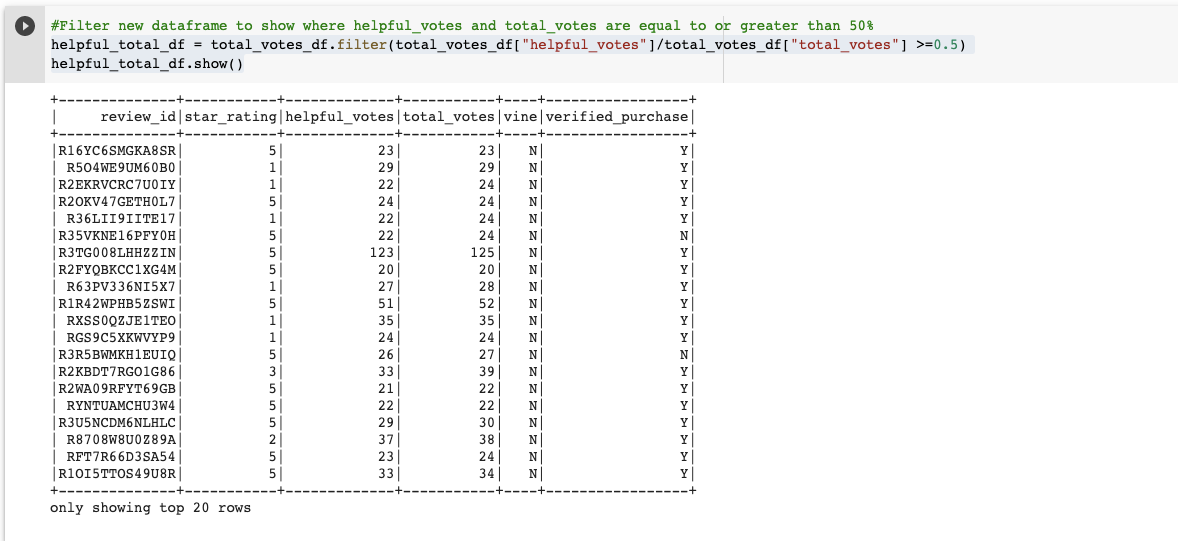 #Filter new dataframe to show where helpful_votes and total_votes are equal to or greater than 50%
helpful_total_df = total_votes_df.filter(total_votes_df["helpful_votes"]/total_votes_df["total_votes"] >=0.5)
helpful_total_df.show()
+--------------+-----------+-------------+-----------+----+-----------------+
|     review_id|star_rating|helpful_votes|total_votes|vine|verified_purchase|
+--------------+-----------+-------------+-----------+----+-----------------+
|R16YC6SMGKA8SR|          5|           23|         23|   N|                Y|
| R5O4WE9UM60B0|          1|           29|         29|   N|                Y|
|R2EKRVCRC7U0IY|          1|           22|         24|   N|                Y|
|R2OKV47GETH0L7|          5|           24|         24|   N|                Y|
| R36LII9IITE17|          1|           22|         24|   N|                Y|
|R35VKNE16PFY0H|          5|           22|         24|   N|                N|
|R3TG008LHHZZIN|          5|          123|        125|   N|                Y|
|R2FYQBKCC1XG4M|          5|           20|         20|   N|                Y|
| R63PV336NI5X7|          1|           27|         28|   N|                Y|
|R1R42WPHB5ZSWI|          5|           51|         52|   N|                Y|
| RXSS0QZJE1TEO|          1|           35|         35|   N|                Y|
| RGS9C5XKWVYP9|          1|           24|         24|   N|                Y|
|R3R5BWMKH1EUIQ|          5|           26|         27|   N|                N|
|R2KBDT7RGO1G86|          3|           33|         39|   N|                Y|
|R2WA09RFYT69GB|          5|           21|         22|   N|                Y|
| RYNTUAMCHU3W4|          5|           22|         22|   N|                Y|
|R3U5NCDM6NLHLC|          5|           29|         30|   N|                Y|
| R8708W8U0Z89A|          2|           37|         38|   N|                Y|
| RFT7R66D3SA54|          5|           23|         24|   N|                Y|
|R1OI5TTOS49U8R|          5|           33|         34|   N|                Y|
+--------------+-----------+-------------+-----------+----+-----------------+
only showing top 20 rows